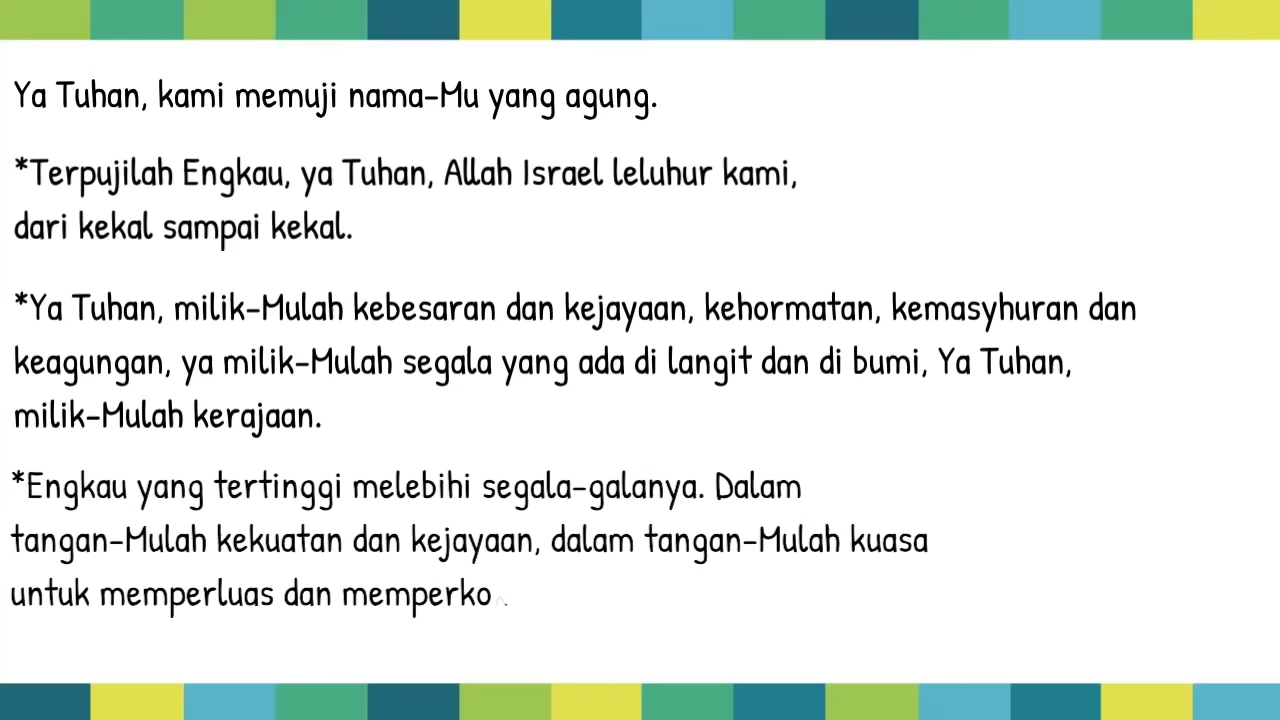 Ya Tuhan, kami memuji nama-Mu yang agung.
*Terpujilah Engkau, ya Tuhan, Allah Israel leluhur kami,
dari kekal sampai kekal.
*Ya Tuhan, milik-Mulah kebesaran dan kejayaan, kehormatan, kemasyhuran dan
keagungan, ya milik-Mulah segala yang ada di langit dan di bumi, Ya Tuhan,
milik-Mulah kerajaan.
*Engkau yang tertinggi melebihi segala-galanya. Dalam
tangan-Mulah kekuatan dan kejayaan, dalam tangan-Mulah kuasa
untuk memperluas dan memperko